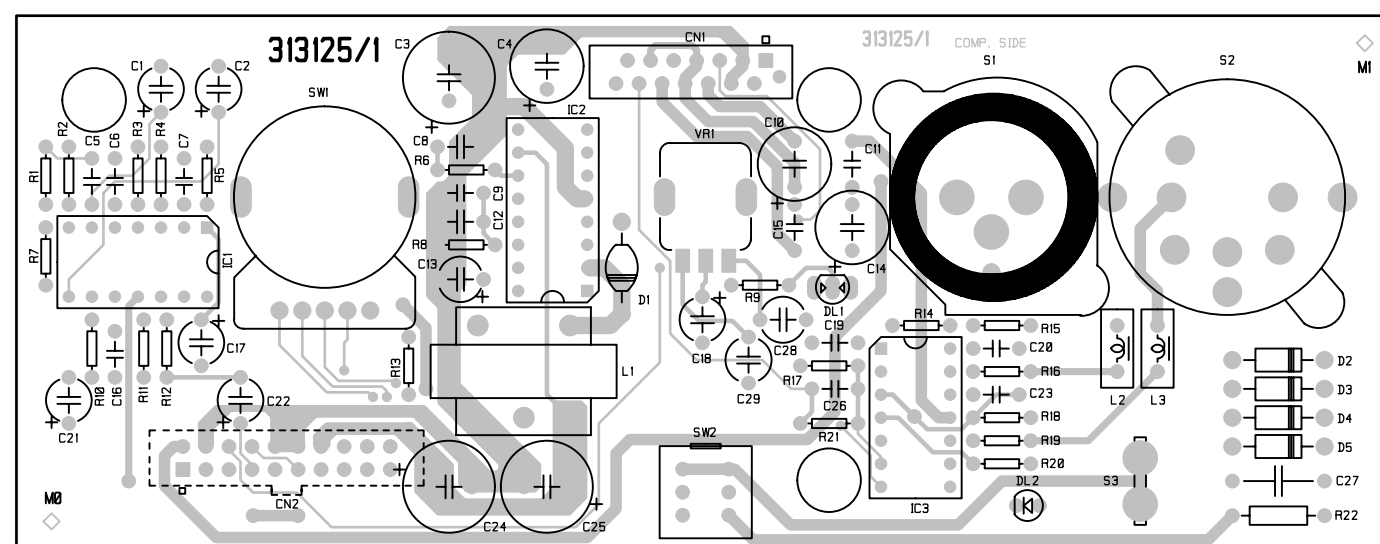 313125/1
C3
C4
CN1
313125/1
COMP. SIDE
S1
S2
M1
C1
C2
SW1
IC2
VR1
C10
C11
R2
C5
C6
R3
R4
C7
R5
R1
C8
R6
C9
C12
R8
C13
C15
C14
R7
IC1
D1
R9
DL1
C19
C17
C18
C28
R14
R15
C20
R16
C23
R18
R19
R20
L2
L3
D2
D3
D4
D5
C27
R22
R10
C16
R11
R12
R13
L1
C29
R17
C26
R21
C21
C22
SW2
M0
CN2
C24
C25
IC3
DL2
S3